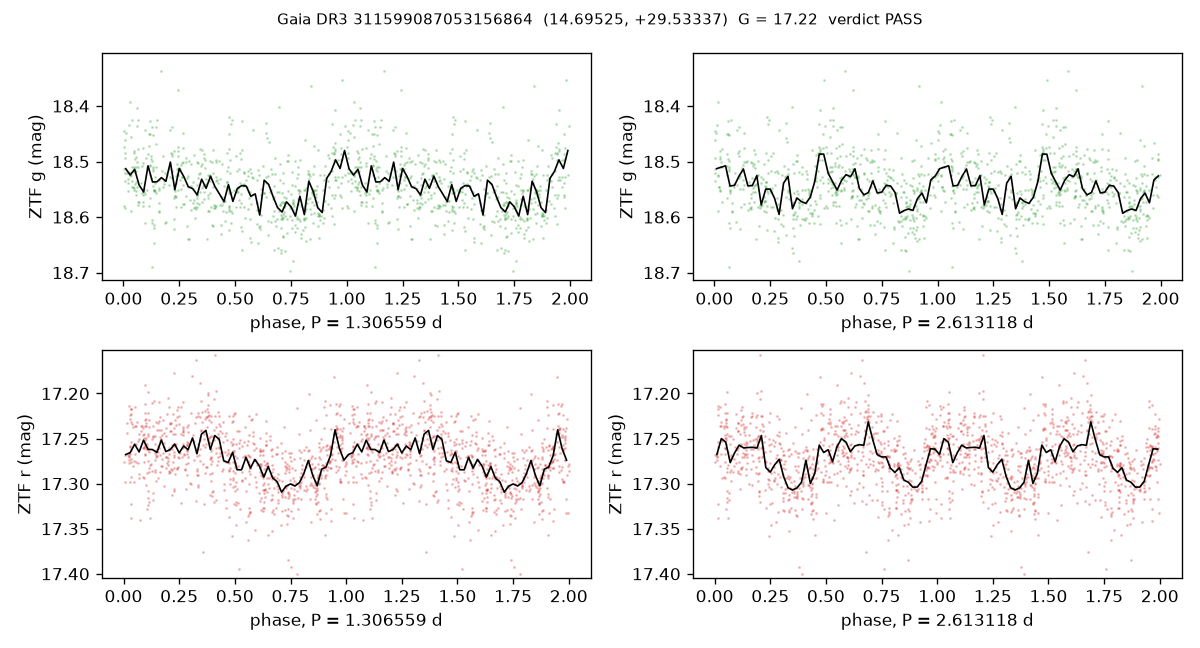 Gaia DR3 311599087053156864 (14.69525, +29.53337) G = 17.22 verdict PASS
ZTF g (mag)
18.4
18.5
18.6
18.7
0.00 0.25 0.50 0.75 1.00 1.25 1.50 1.75 2.00
phase, P = 1.306559 d
ZTF g (mag)
18.4
18.5
18.6
18.7
0.00 0.25 0.50 0.75 1.00 1.25 1.50 1.75 2.00
phase, P = 2.613118 d
ZTF r (mag)
17.20
17.25
17.30
17.35
17.40
0.00 0.25 0.50 0.75 1.00 1.25 1.50 1.75 2.00
phase, P = 1.306559 d
ZTF r (mag)
17.20
17.25
17.30
17.35
17.40
0.00 0.25 0.50 0.75 1.00 1.25 1.50 1.75 2.00
phase, P = 2.613118 d